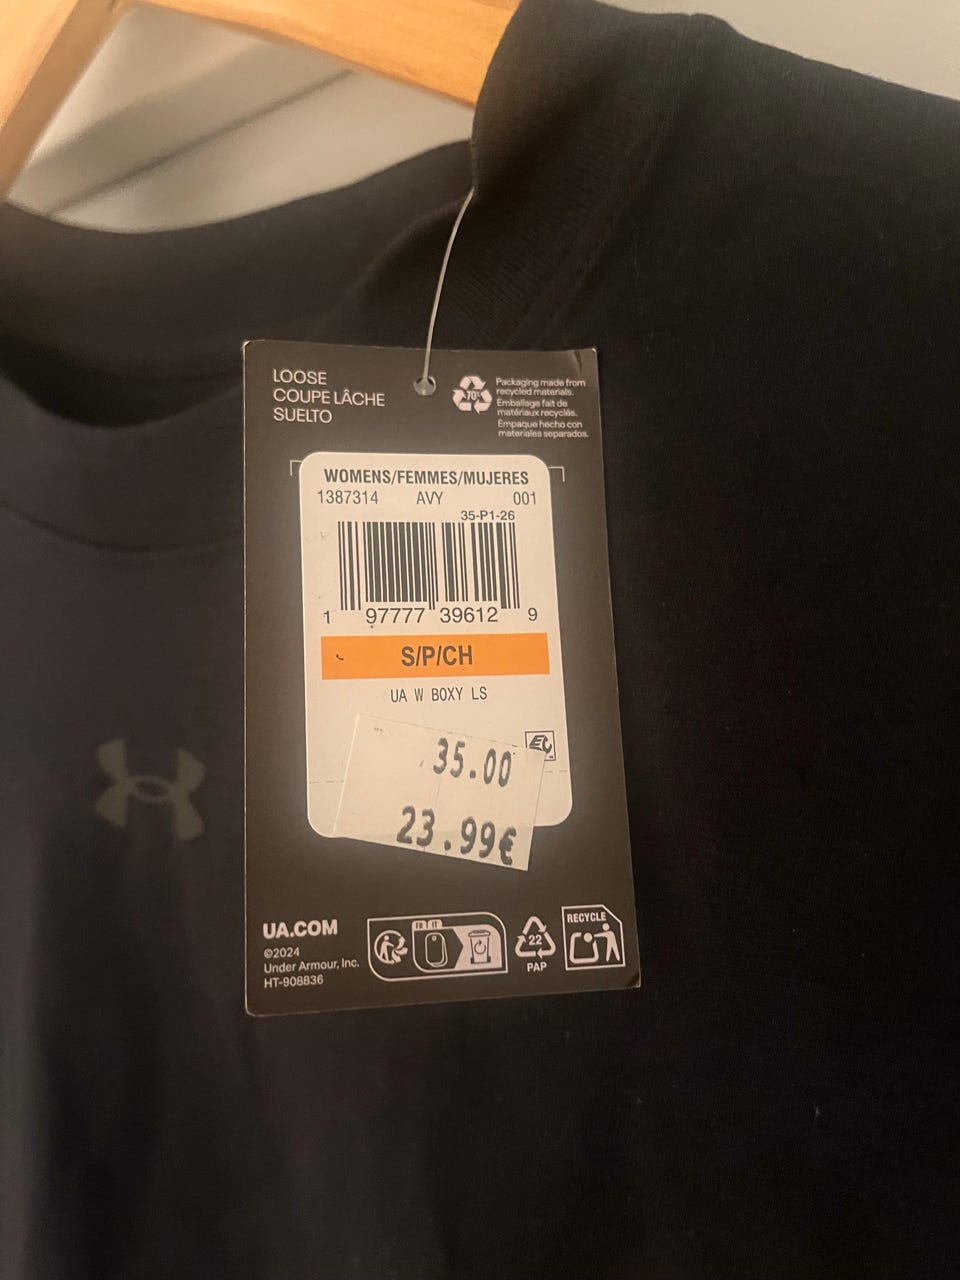 LOOSE
COUPE LÂCHE
SUELTO
70%
Packaging made from
recycled materials.
Emballage fait de
matériaux recyclés.
Empaque hecho con
materiales separados.
WOMENS/FEMMES/MUJERES
1387314 AVY 001
35-P1-26
1 97777 39612 9
S/P/CH
UA W BOXY LS
35.00
23.99€
UA.COM
©2024
Under Armour, Inc.
HT-908836
FR IT
22
PAP
RECYCLE